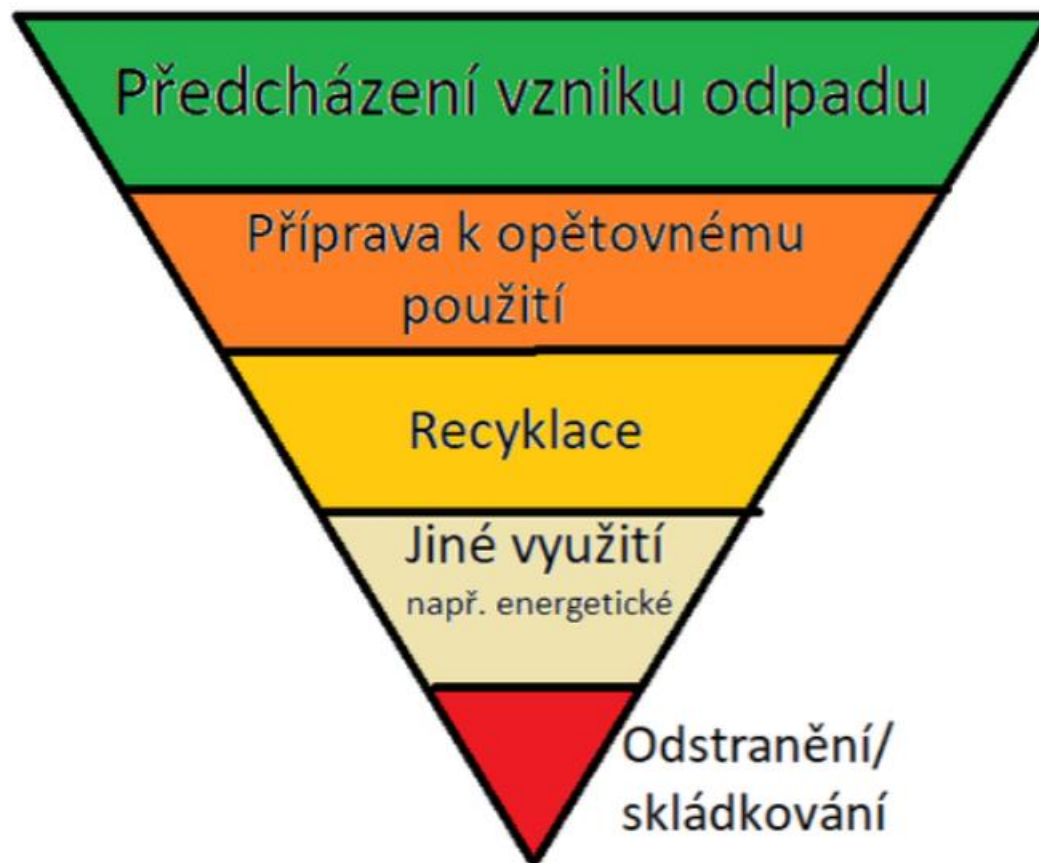 Předcházení vzniku odpadu
Příprava k opětovnému
použití
Recyklace
Jiné využití
např. energetické
Odstranění/
skládkování